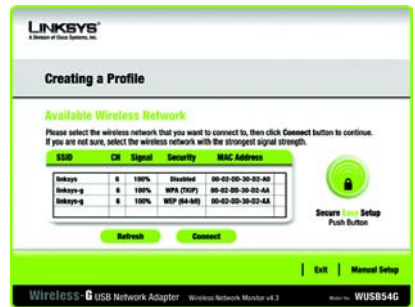 LINKSYS®
A Division of Cisco Systems, Inc.
Creating a Profile
Available Wireless Network
Please select the wireless network that you want to connect to, then click Connect button to continue.
If you are not sure, select the wireless network with the strongest signal strength.
SSID CH Signal Security MAC Address
linksys 6 100% Disabled 00-02-DD-30-D2-A0
linksys-g 6 100% WPA (TKIP) 00-02-DD-30-D2-AA
linksys-g 6 100% WEP (64-bit) 00-02-DD-30-D2-AA
Refresh Connect
Secure Easy Setup
Push Button
Exit Manual Setup
Wireless-G USB Network Adapter Wireless Network Monitor v4.3 Model No. WUSB54G